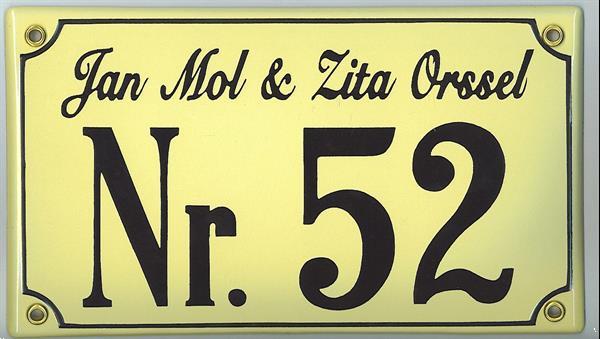 Jan Mol & Zita Orssel
Nr. 52